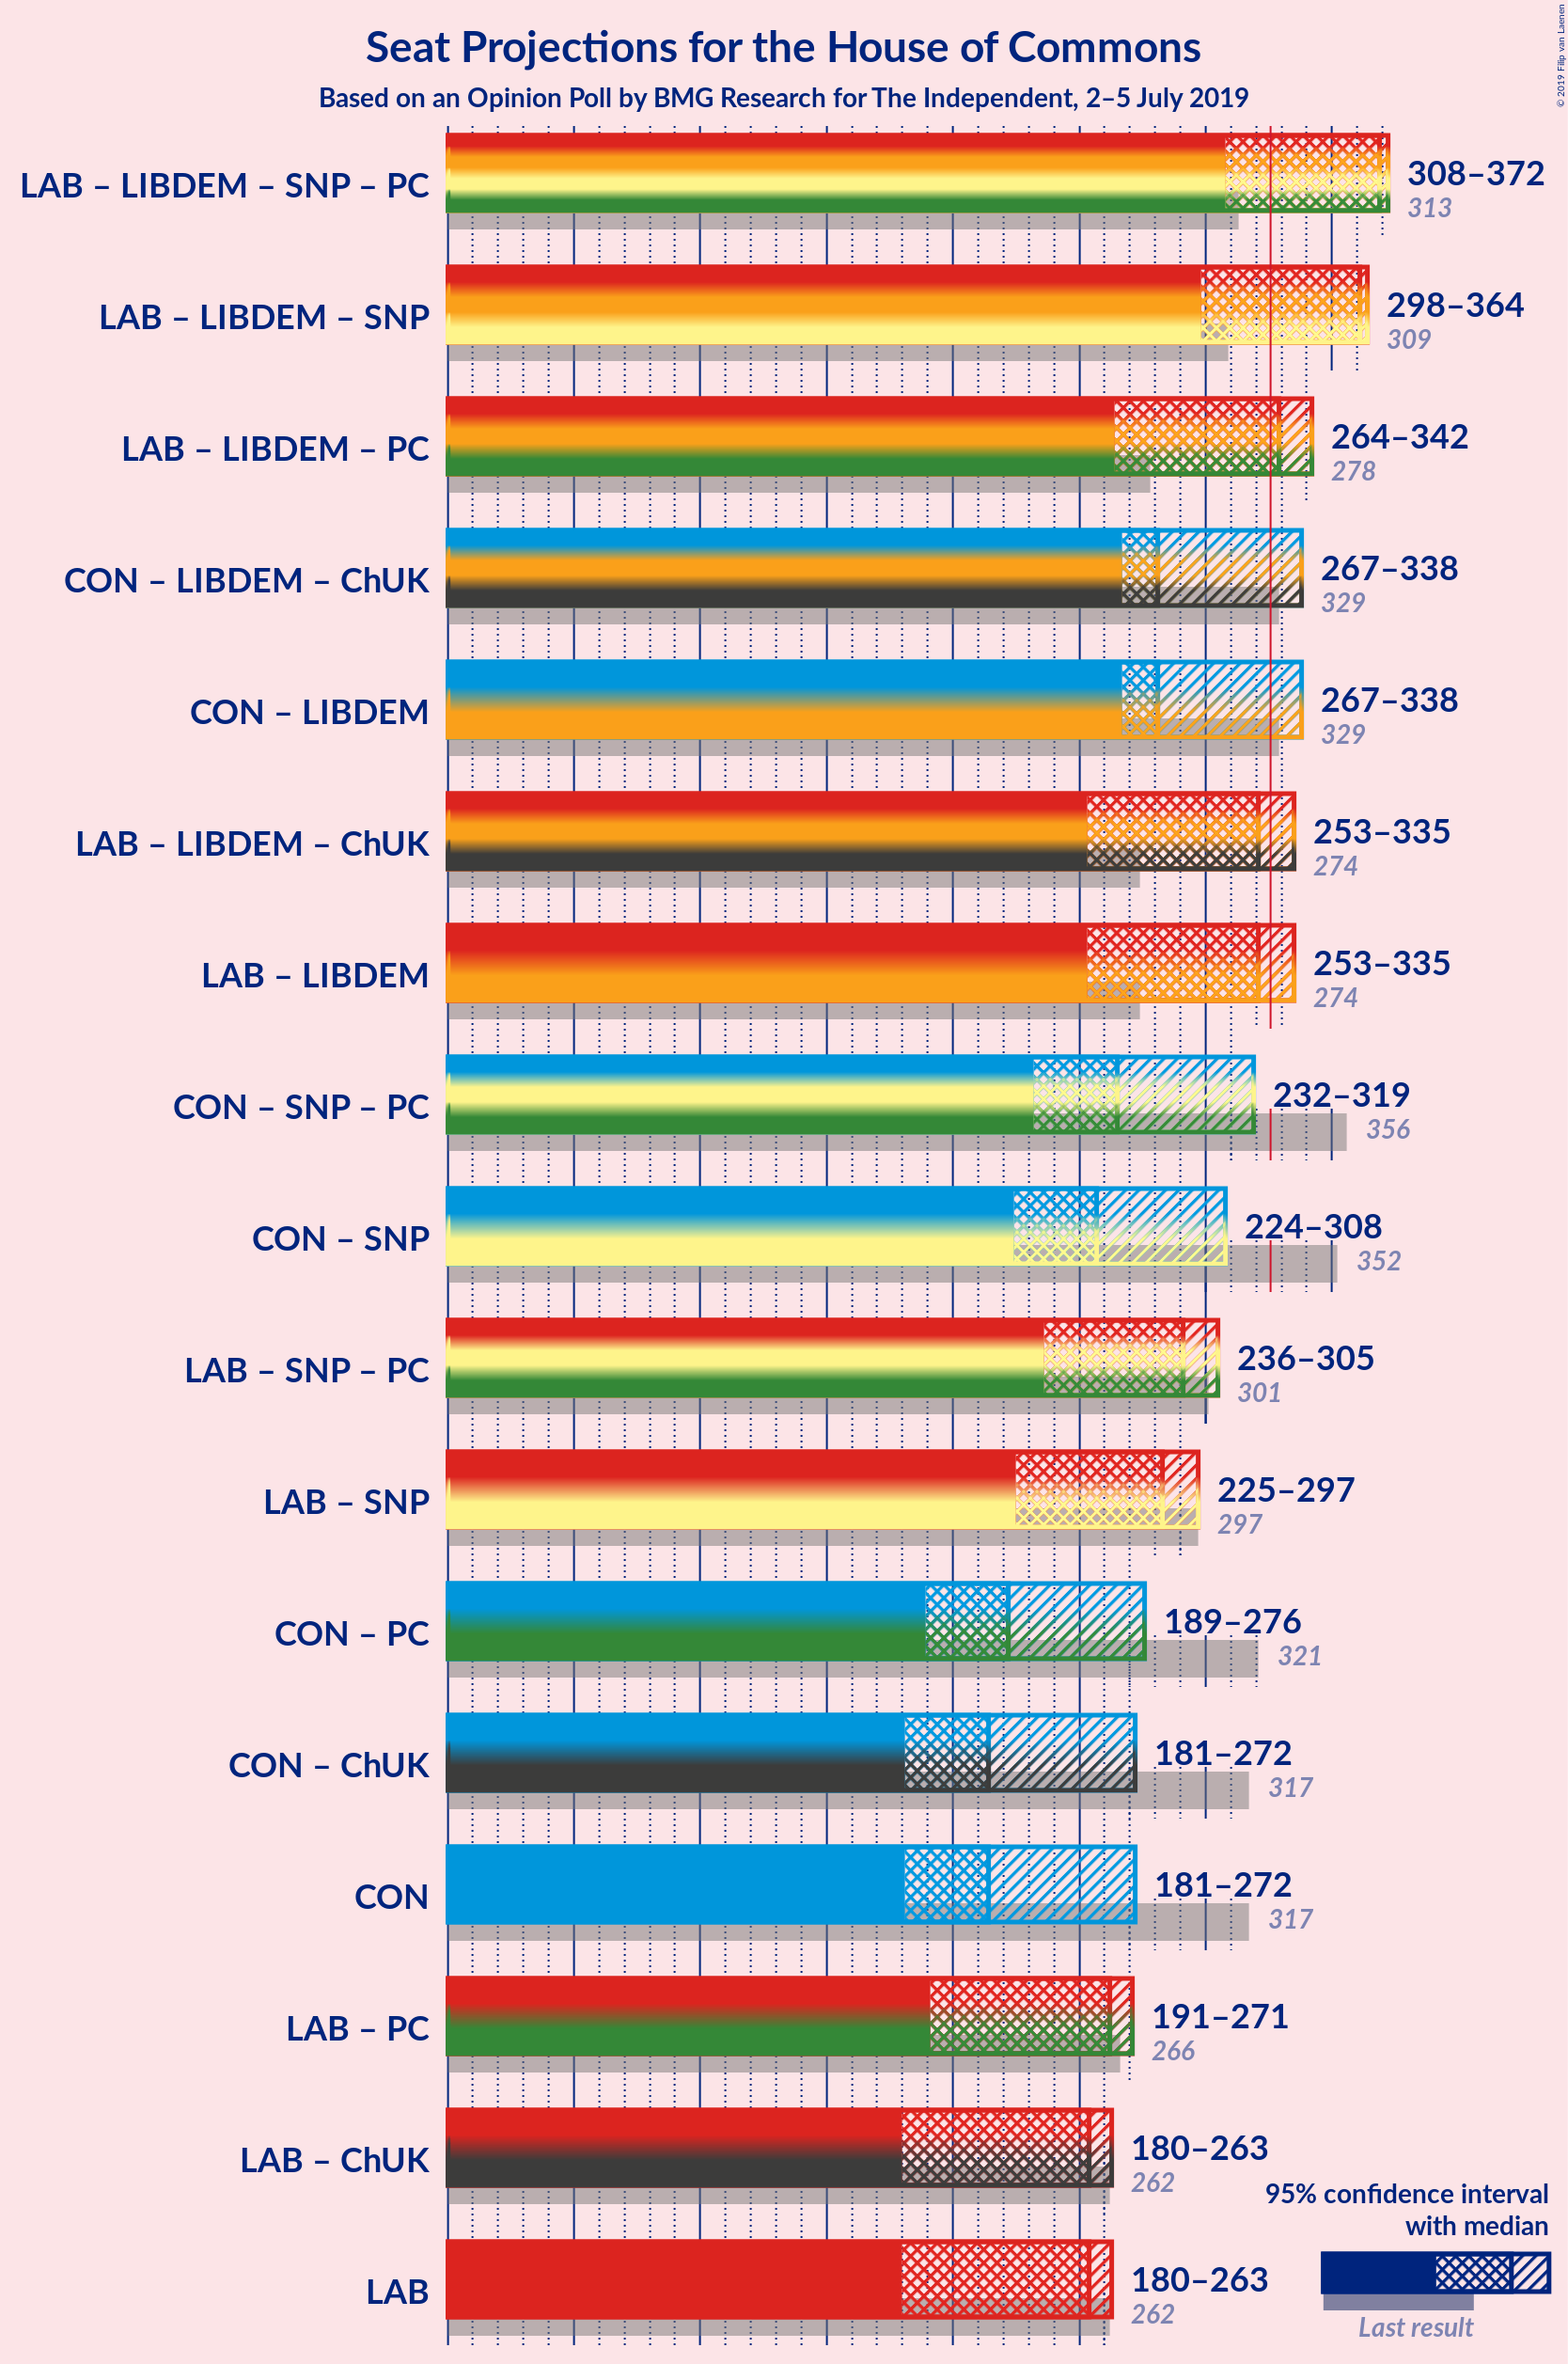 © 2019 Filip van Laenen
Seat Projections for the House of Commons
Based on an Opinion Poll by BMG Research for The Independent, 2–5 July 2019
LAB – LIBDEM – SNP – PC
308–372
313
LAB – LIBDEM – SNP
298–364
309
LAB – LIBDEM – PC
264–342
278
CON – LIBDEM – ChUK
267–338
329
CON – LIBDEM
267–338
329
LAB – LIBDEM – ChUK
253–335
274
LAB – LIBDEM
253–335
274
CON – SNP – PC
232–319
356
CON – SNP
224–308
352
LAB – SNP – PC
236–305
301
LAB – SNP
225–297
297
CON – PC
189–276
321
CON – ChUK
181–272
317
CON
181–272
317
LAB – PC
191–271
266
LAB – ChUK
180–263
262
LAB
180–263
262
95% confidence interval
with median
Last result